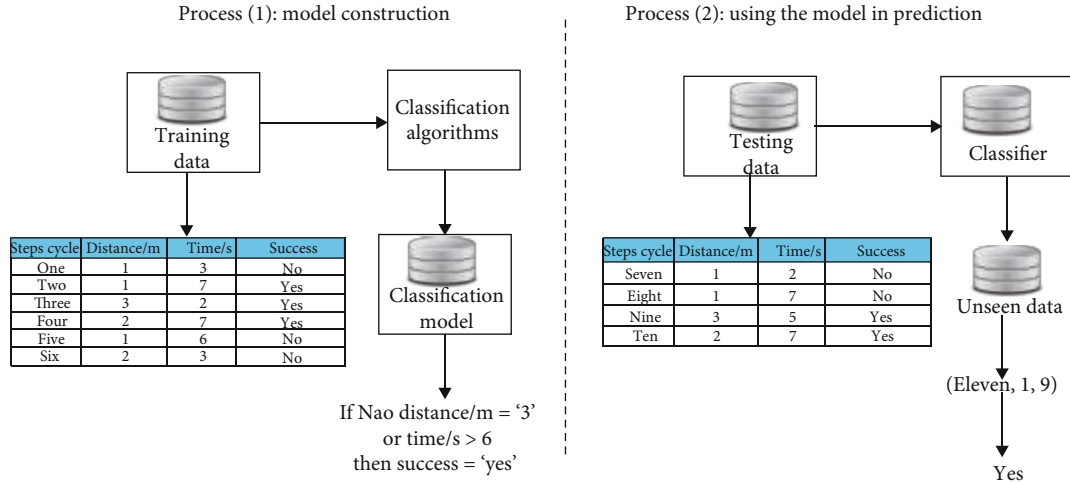 Process (1): model construction
Training
data
Classification
algorithms
Steps cycle Distance/m Time/s Success
One 1 3 No
Two 1 7 Yes
Three 3 2 Yes
Four 2 7 Yes
Five 1 6 No
Six 2 3 No
Classification
model
If Nao distance/m = ‘3’
or time/s > 6
then success = ‘yes’
Process (2): using the model in prediction
Testing
data
Classifier
Steps cycle Distance/m Time/s Success
Seven 1 2 No
Eight 1 7 No
Nine 3 5 Yes
Ten 2 7 Yes
Unseen data
(Eleven, 1, 9)
Yes